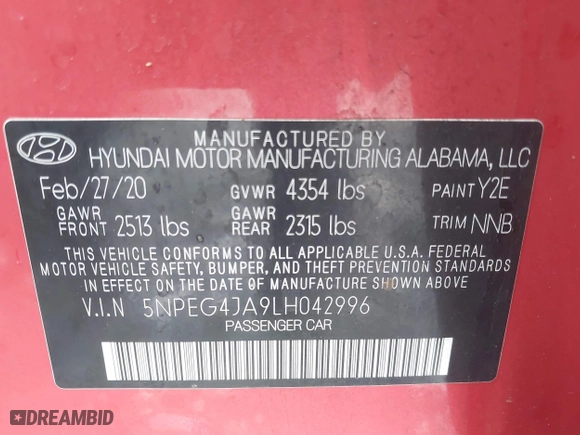 MANUFACTURED BY
HYUNDAI MOTOR MANUFACTURING ALABAMA, LLC
Feb/27/20 GVWR 4354 lbs PAINT Y2E
GAWR FRONT 2513 lbs GAWR REAR 2315 lbs TRIM NNB
THIS VEHICLE CONFORMS TO ALL APPLICABLE U.S.A. FEDERAL
MOTOR VEHICLE SAFETY, BUMPER, AND THEFT PREVENTION STANDARDS
IN EFFECT ON THE DATE OF MANUFACTURE SHOWN ABOVE
V.I.N 5NPEG4JA9LH042996
PASSENGER CAR
DREAMBID